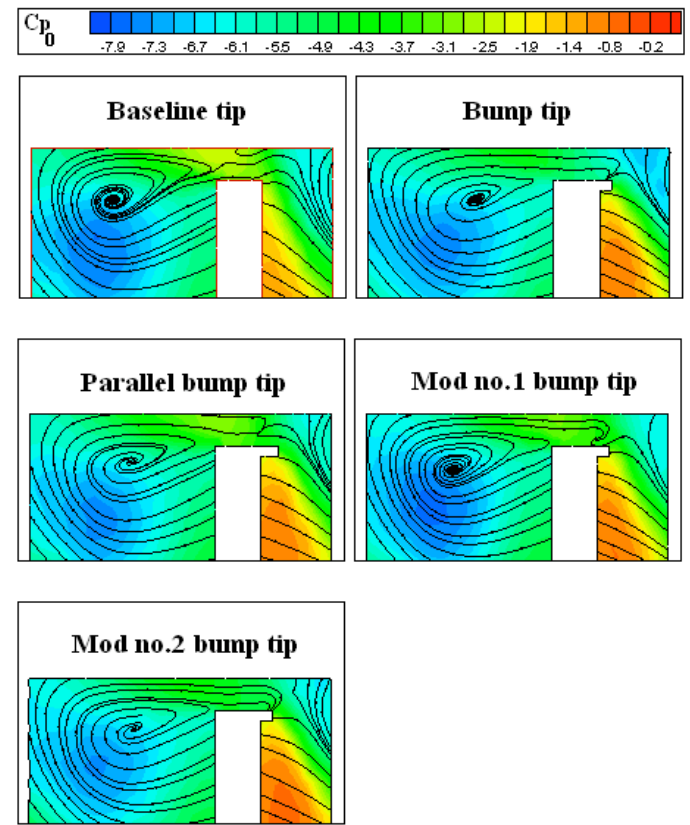 Cp0
-7.9 -7.3 -6.7 -6.1 -5.5 -4.9 -4.3 -3.7 -3.1 -2.5 -1.9 -1.4 -0.8 -0.2
Baseline tip
Bump tip
Parallel bump tip
Mod no.1 bump tip
Mod no.2 bump tip